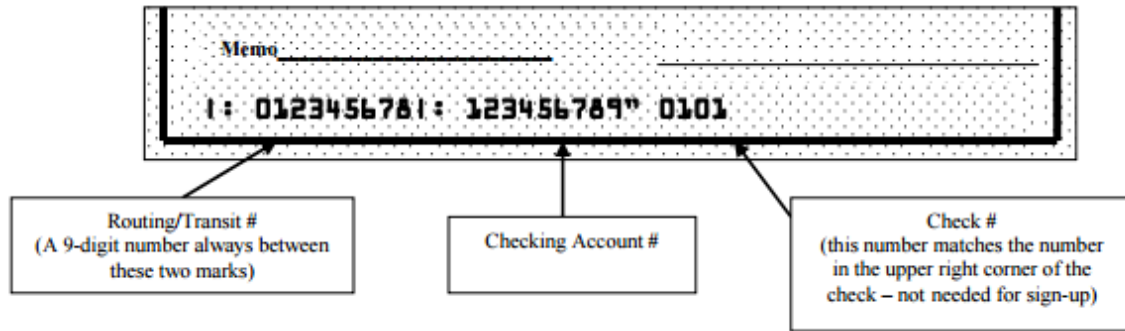 Memo
|: 012345678|: 123456789" 0101
Routing/Transit #
(A 9-digit number always between
these two marks)
Checking Account #
Check #
(this number matches the number
in the upper right corner of the
check – not needed for sign-up)